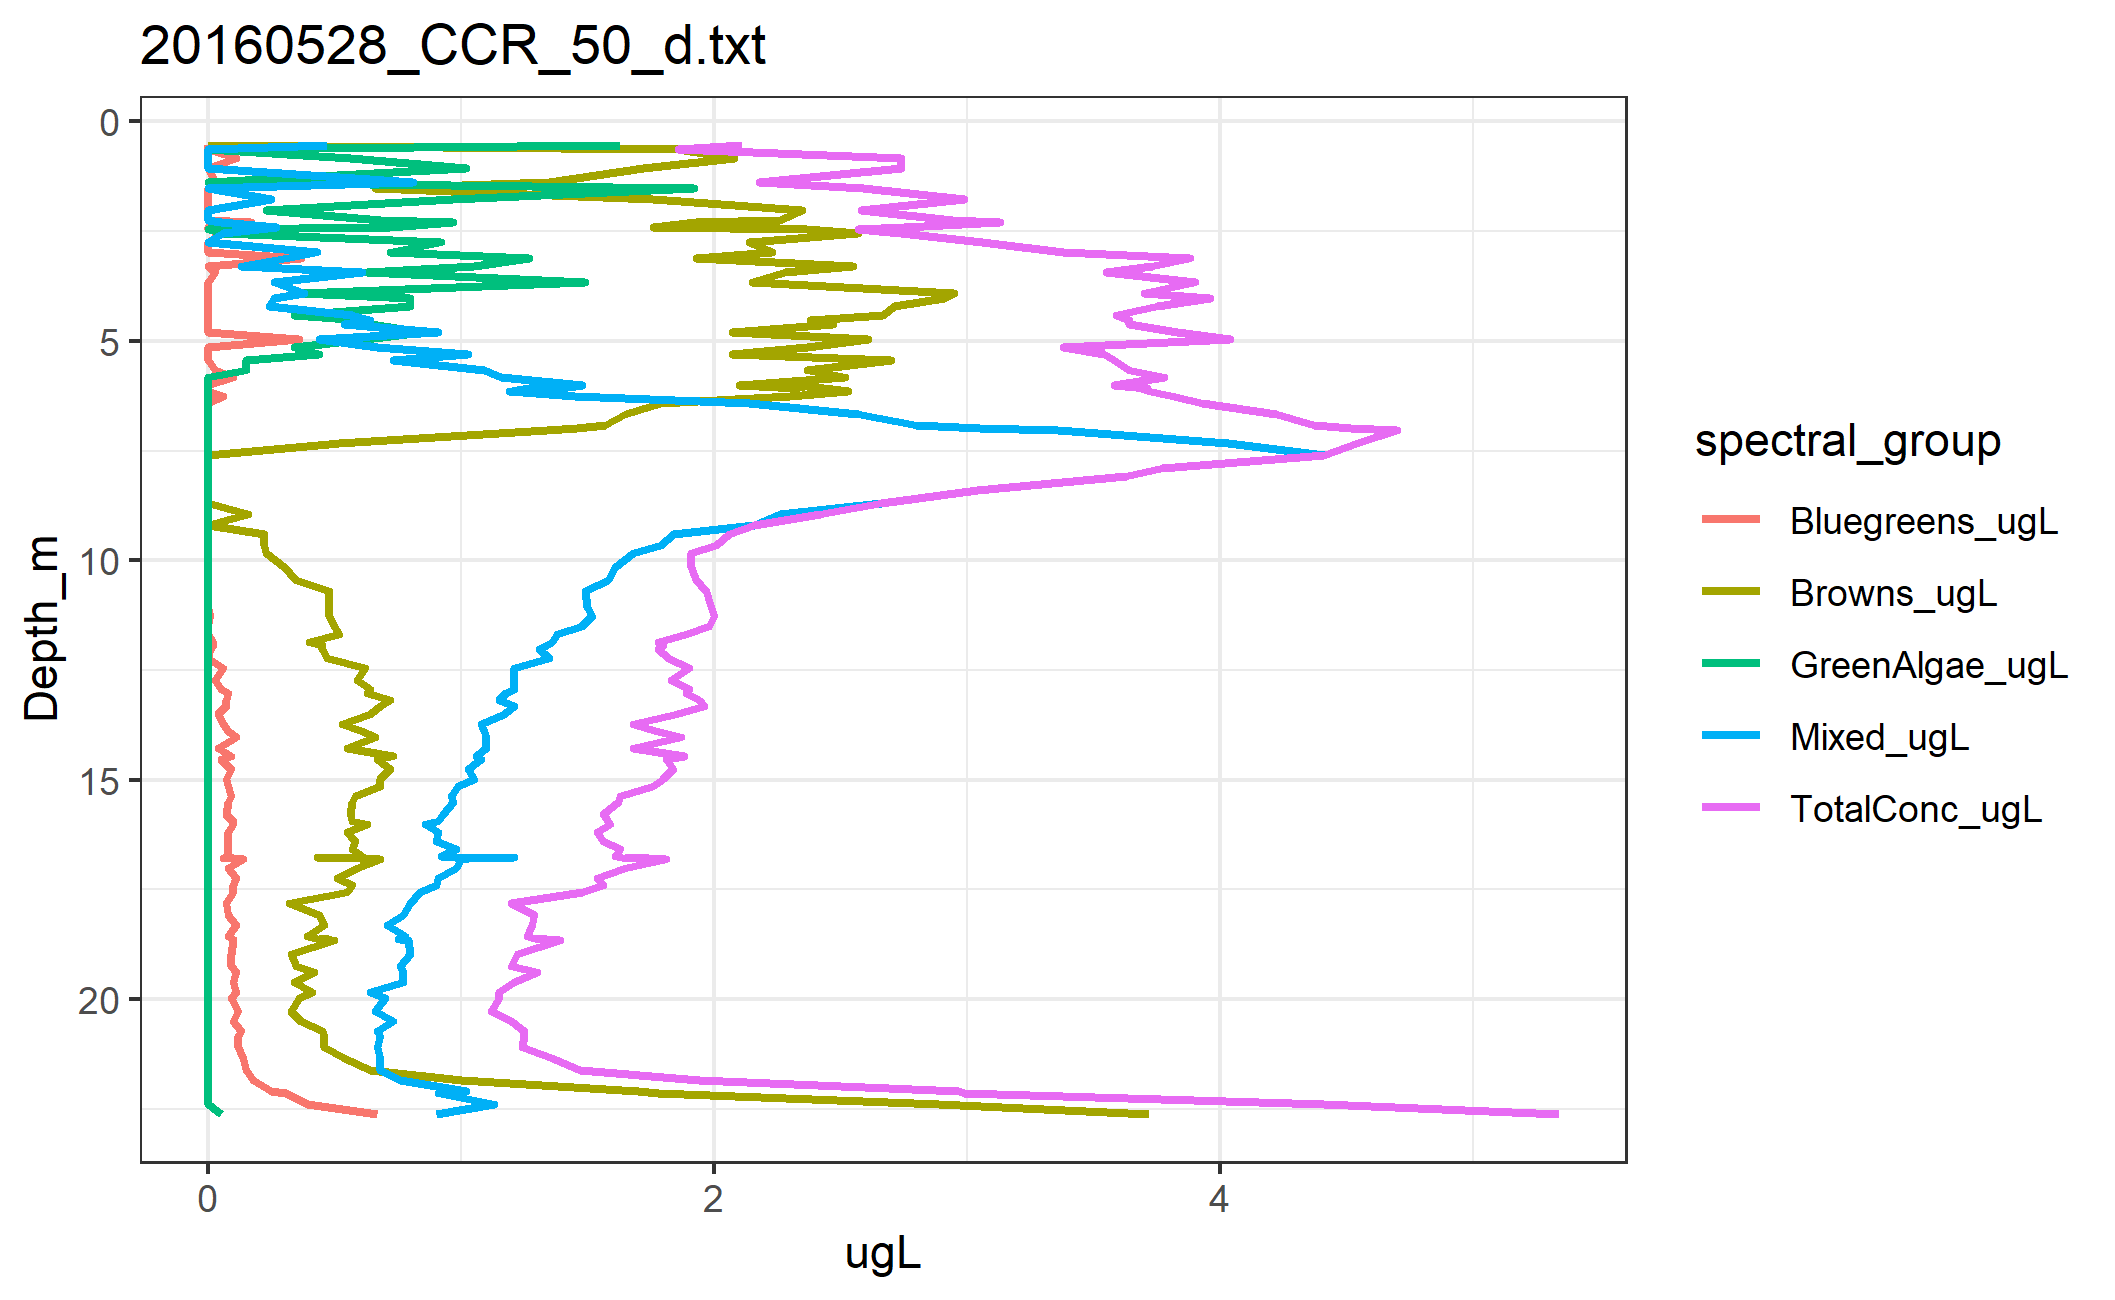 20160528_CCR_50_d.txt
0
5
10
15
20
Depth_m
0 2 4
ugL
spectral_group
Bluegreens_ugL
Browns_ugL
GreenAlgae_ugL
Mixed_ugL
TotalConc_ugL